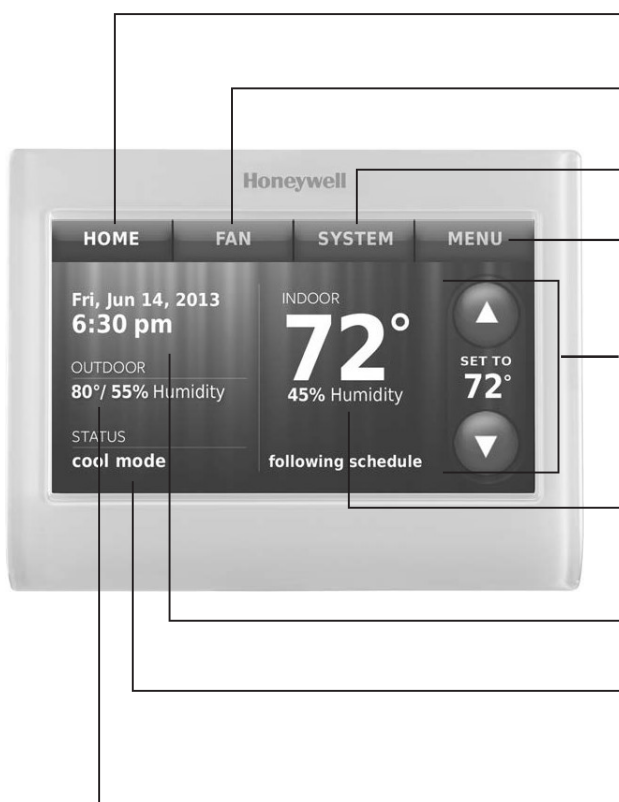 Honeywell
HOME FAN SYSTEM MENU
Fri, Jun 14, 2013
6:30 pm
OUTDOOR
80°/ 55% Humidity
STATUS
cool mode
INDOOR
72°
45% Humidity
following schedule
SET TO
72°